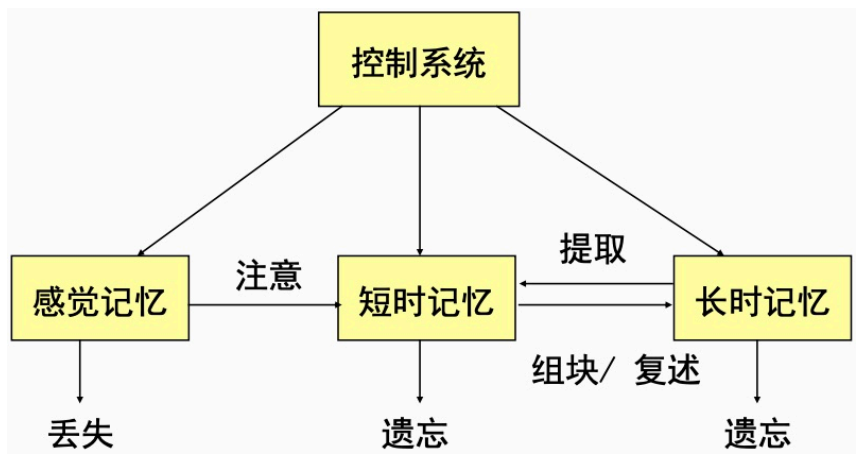 控制系统
提取
注意
感觉记忆
短时记忆
长时记忆
组块/ 复述
丢失
遗忘
遗忘